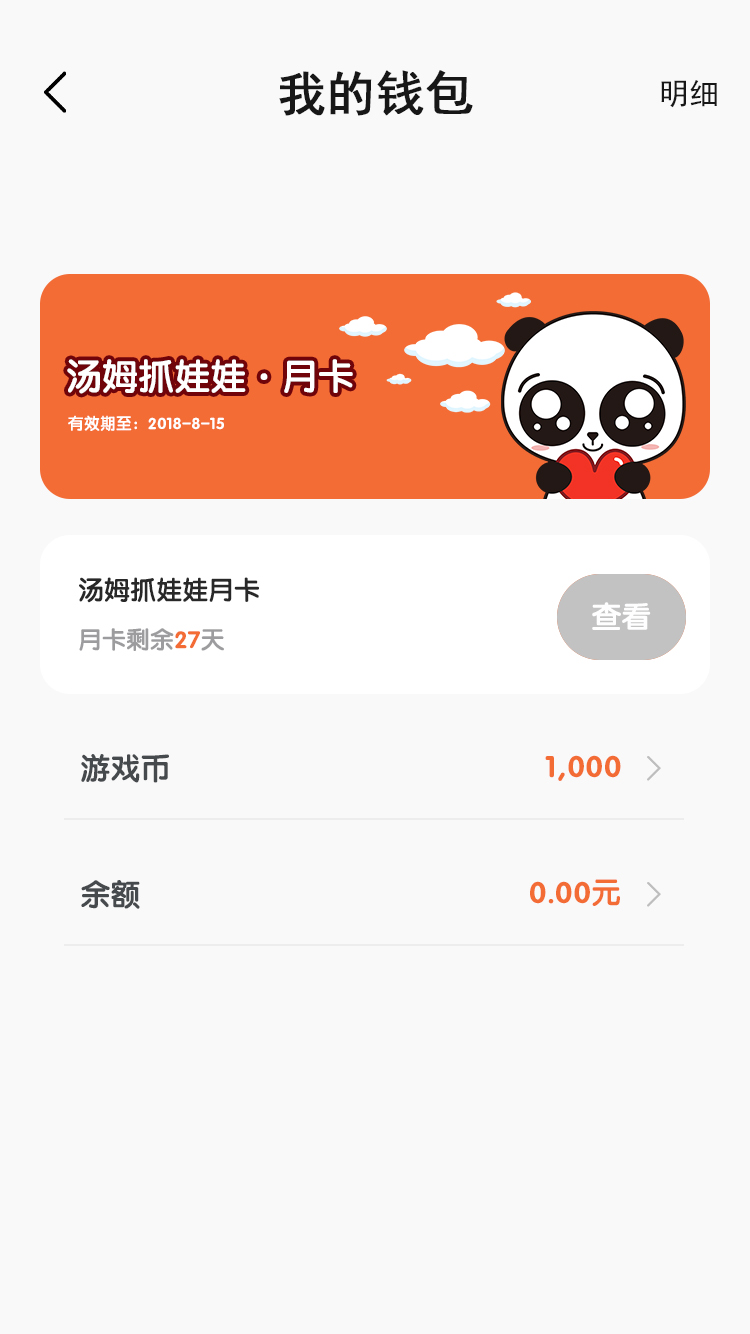 我的钱包
明细
汤姆抓娃娃·月卡
有效期至：2018-8-15
汤姆抓娃娃月卡
月卡剩余27天
查看
游戏币 1,000
余额 0.00元